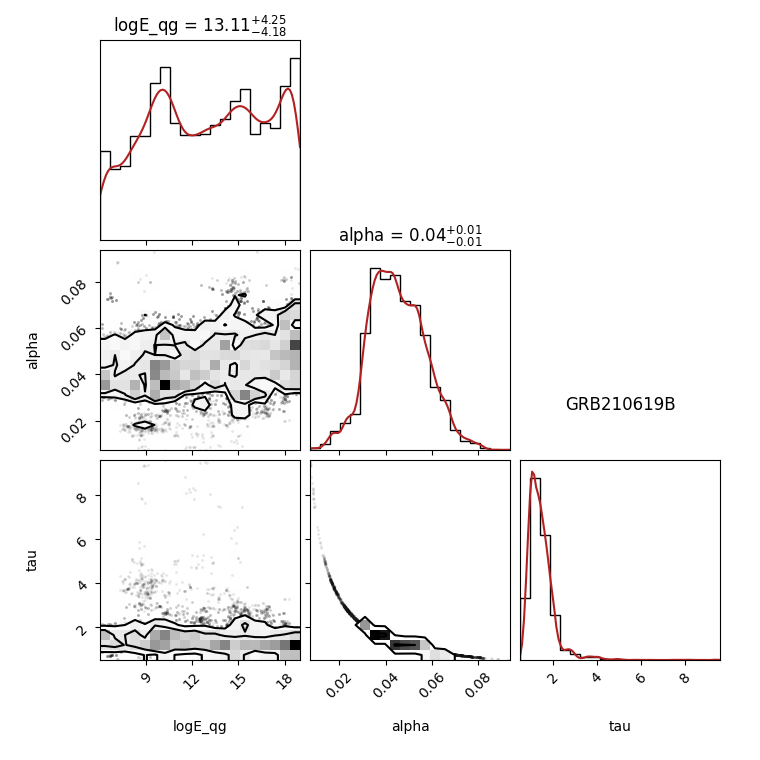 logE_qg = 13.11+4.25−4.18
alpha = 0.04+0.01−0.01
0.08
0.06
0.04
0.02
alpha
GRB210619B
8
6
4
2
tau
9 12 15 18
0.02 0.04 0.06 0.08
2 4 6 8
logE_qg alpha tau